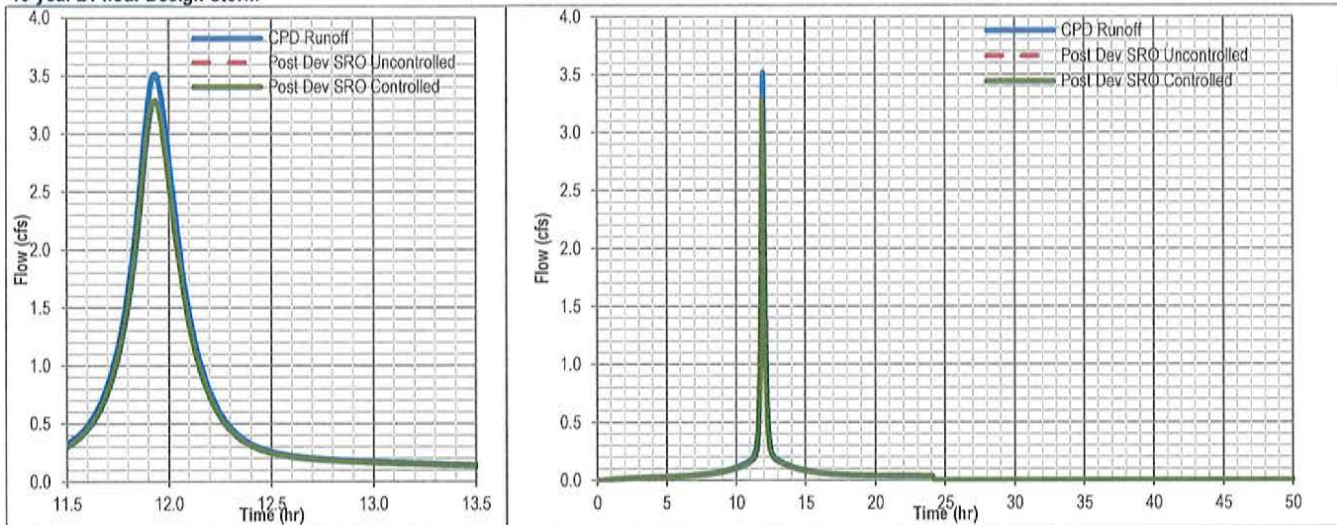 CPD Runoff
Post Dev SRO Uncontrolled
Post Dev SRO Controlled
4.0
3.5
3.0
2.5
2.0
1.5
1.0
0.5
0.0
Flow (cfs)
11.5 12.0 12.5 13.0 13.5
Time (hr)
CPD Runoff
Post Dev SRO Uncontrolled
Post Dev SRO Controlled
4.0
3.5
3.0
2.5
2.0
1.5
1.0
0.5
0.0
Flow (cfs)
0 5 10 15 20 25 30 35 40 45 50
Time (hr)